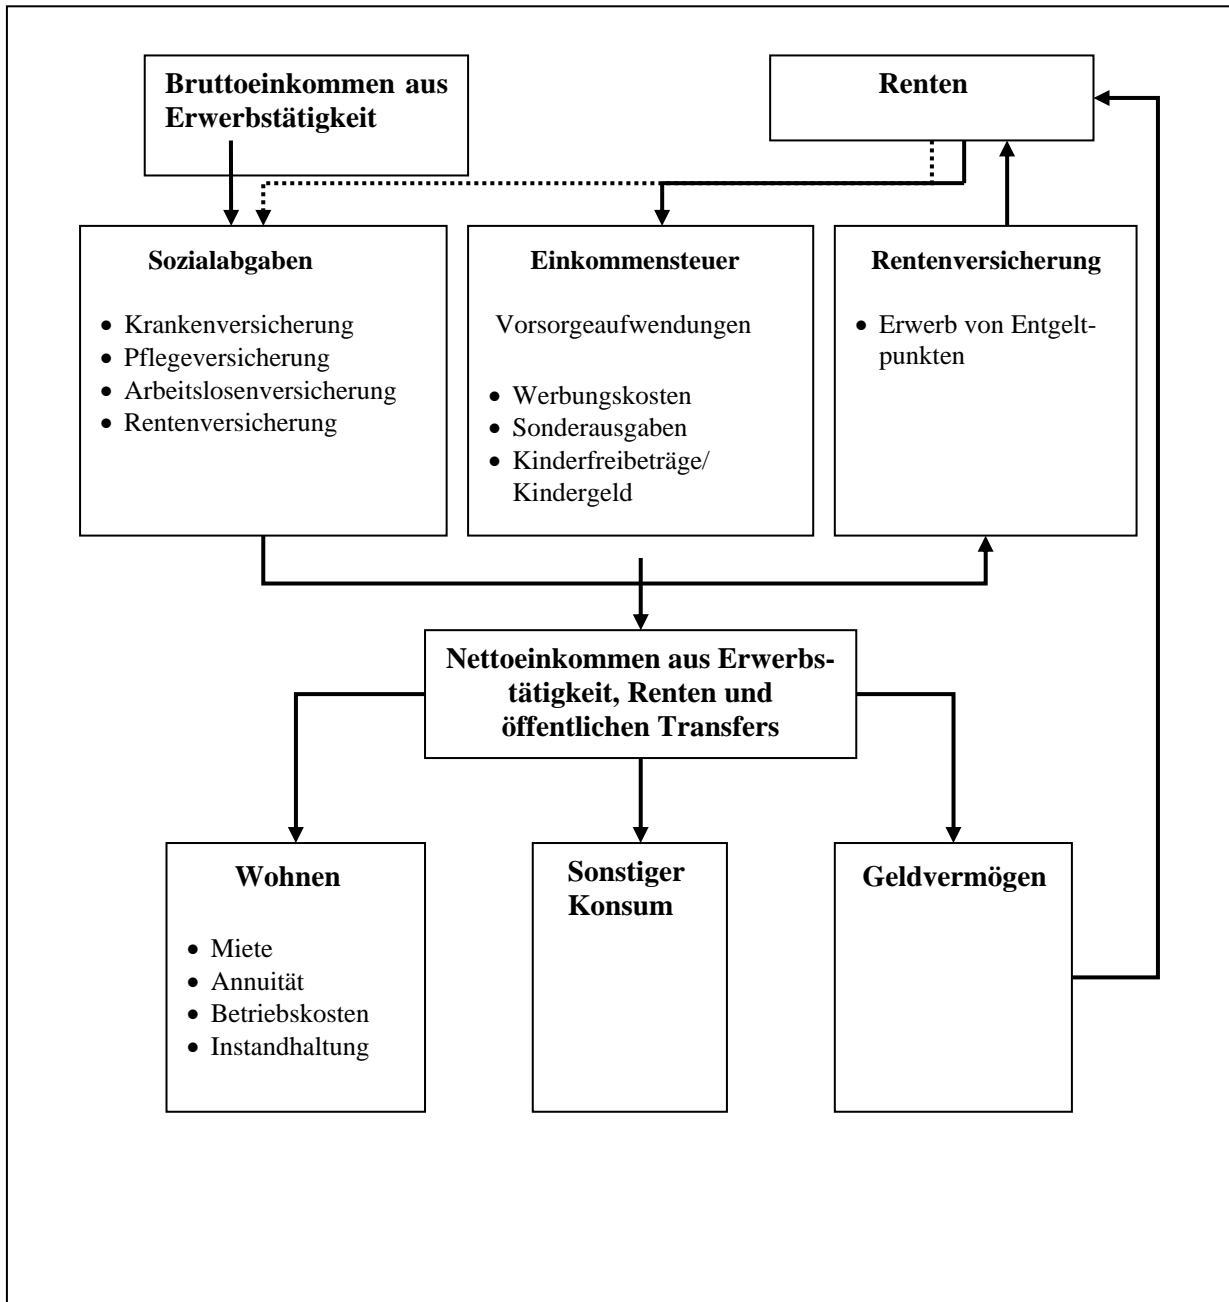 Bruttoeinkommen aus
Erwerbstätigkeit
Renten
Sozialabgaben
• Krankenversicherung
• Pflegeversicherung
• Arbeitslosenversicherung
• Rentenversicherung
Einkommensteuer
Vorsorgeaufwendungen
• Werbungskosten
• Sonderausgaben
• Kinderfreibeträge/
Kindergeld
Rentenversicherung
• Erwerb von Entgelt-
punkten
Nettoeinkommen aus Erwerbs-
tätigkeit, Renten und
öffentlichen Transfers
Wohnen
• Miete
• Annuität
• Betriebskosten
• Instandhaltung
Sonstiger
Konsum
Geldvermögen